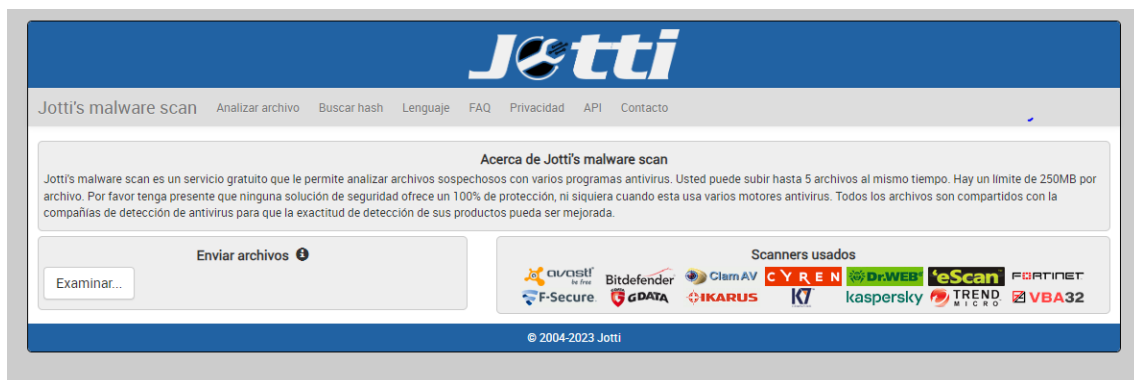 Jotti
Jotti's malware scan Analizar archivo Buscar hash Lenguaje FAQ Privacidad API Contacto
Acerca de Jotti's malware scan
Jotti's malware scan es un servicio gratuito que le permite analizar archivos sospechosos con varios programas antivirus. Usted puede subir hasta 5 archivos al mismo tiempo. Hay un límite de 250MB por
archivo. Por favor tenga presente que ninguna solución de seguridad ofrece un 100% de protección, ni siquiera cuando esta usa varios motores antivirus. Todos los archivos son compartidos con la
compañías de detección de antivirus para que la exactitud de detección de sus productos pueda ser mejorada.
Enviar archivos
Examinar...
Scanners usados
avast! be free Bitdefender ClamAV CYREN Dr.WEB 'eScan FORTINET
F-Secure. G DATA IKARUS K7 kaspersky TREND MICRO VBA32
© 2004-2023 Jotti